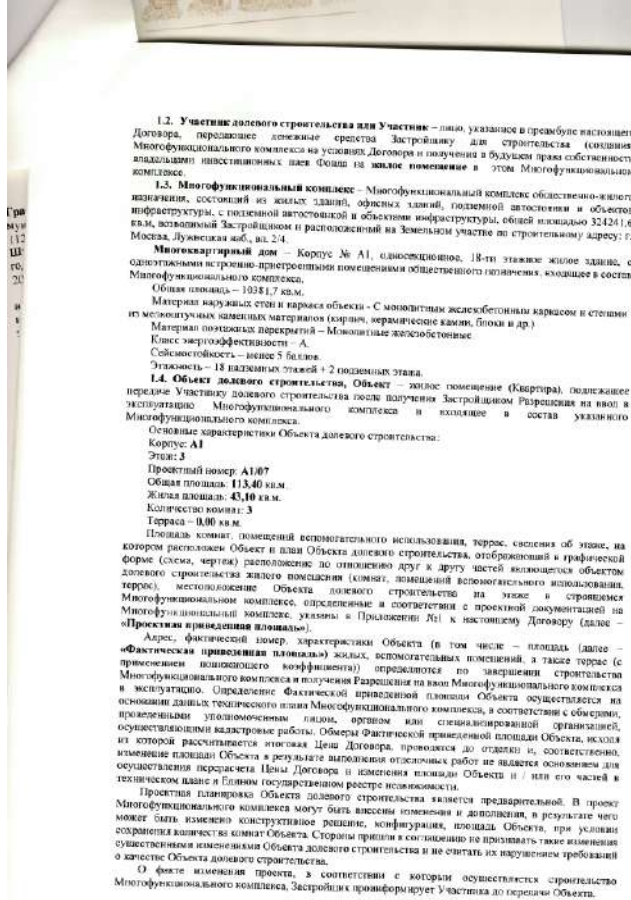 1.2. Участник долевого строительства или Участник – лицо, указанное в преамбуле настоящего
Договора, передающее денежные средства Застройщику для строительства (создания)
Многофункционального комплекса на условиях Договора и получения в будущем права собственности
владельцами инвестиционных паев Фонда на жилое помещение в этом Многофункциональном
комплексе.
1.3. Многофункциональный комплекс – Многофункциональный комплекс общественно-жилого
назначения, состоящий из жилых зданий, офисных зданий, подземной автостоянки и объектов
инфраструктуры, с подземной автостоянкой и объектами инфраструктуры, общей площадью 324241,6
кв.м, возводимый Застройщиком и расположенный на Земельном участке по строительному адресу: г.
Москва, Лужнецкая наб., вл. 2/4.
Многоквартирный дом – Корпус № А1, односекционное, 18-ти этажное жилое здание, с
одноэтажными встроенно-пристроенными помещениями общественного назначения, входящее в состав
Многофункционального комплекса.
Общая площадь – 10381,7 кв.м.
Материал наружных стен и каркаса объекта - С монолитным железобетонным каркасом и стенами
из мелкоштучных каменных материалов (кирпич, керамические камни, блоки и др.)
Материал поэтажных перекрытий – Монолитные железобетонные
Класс энергоэффективности – А.
Сейсмостойкость – менее 5 баллов.
Этажность – 18 надземных этажей + 2 подземных этажа.
1.4. Объект долевого строительства, Объект – жилое помещение (Квартира), подлежащее
передаче Участнику долевого строительства после получения Застройщиком Разрешения на ввод в
эксплуатацию Многофункционального комплекса и входящее в состав указанного
Многофункционального комплекса.
Основные характеристики Объекта долевого строительства:
Корпус: А1
Этаж: 3
Проектный номер: А1/07
Общая площадь: 113,40 кв.м.
Жилая площадь: 43,10 кв.м.
Количество комнат: 3
Терраса – 0,00 кв.м.
Площадь комнат, помещений вспомогательного использования, террас, сведения об этаже, на
котором расположен Объект и план Объекта долевого строительства, отображающий в графической
форме (схема, чертеж) расположение по отношению друг к другу частей являющегося объектом
долевого строительства жилого помещения (комнат, помещений вспомогательного использования,
террас), местоположение Объекта долевого строительства на этаже в строящемся
Многофункциональном комплексе, определенные в соответствии с проектной документацией на
Многофункциональный комплекс, указаны в Приложении №1 к настоящему Договору (далее –
«Проектная приведенная площадь»).
Адрес, фактический номер, характеристики Объекта (в том числе – площадь (далее –
«Фактическая приведенная площадь») жилых, вспомогательных помещений, а также террас (с
применением понижающего коэффициента)) определяются по завершении строительства
Многофункционального комплекса и получения Разрешения на ввод Многофункционального комплекса
в эксплуатацию. Определение Фактической приведенной площади Объекта осуществляется на
основании данных технического плана Многофункционального комплекса, в соответствии с обмерами,
проведенными уполномоченным лицом, органом или специализированной организацией,
осуществляющими кадастровые работы. Обмеры Фактической приведенной площади Объекта, исходя
из которой рассчитывается итоговая Цена Договора, проводятся до отделки и, соответственно,
изменение площади Объекта в результате выполнения отделочных работ не является основанием для
осуществления перерасчета Цены Договора и изменения площади Объекта и / или его частей в
техническом плане и Едином государственном реестре недвижимости.
Проектная планировка Объекта долевого строительства является предварительной. В проект
Многофункционального комплекса могут быть внесены изменения и дополнения, в результате чего
может быть изменено конструктивное решение, конфигурация, площадь Объекта, при условии
сохранения количества комнат Объекта. Стороны пришли к соглашению не признавать такие изменения
существенными изменениями Объекта долевого строительства и не считать их нарушением требований
о качестве Объекта долевого строительства.
О факте изменения проекта, в соответствии с которым осуществляется строительство
Многофункционального комплекса, Застройщик проинформирует Участника до передачи Объекта.